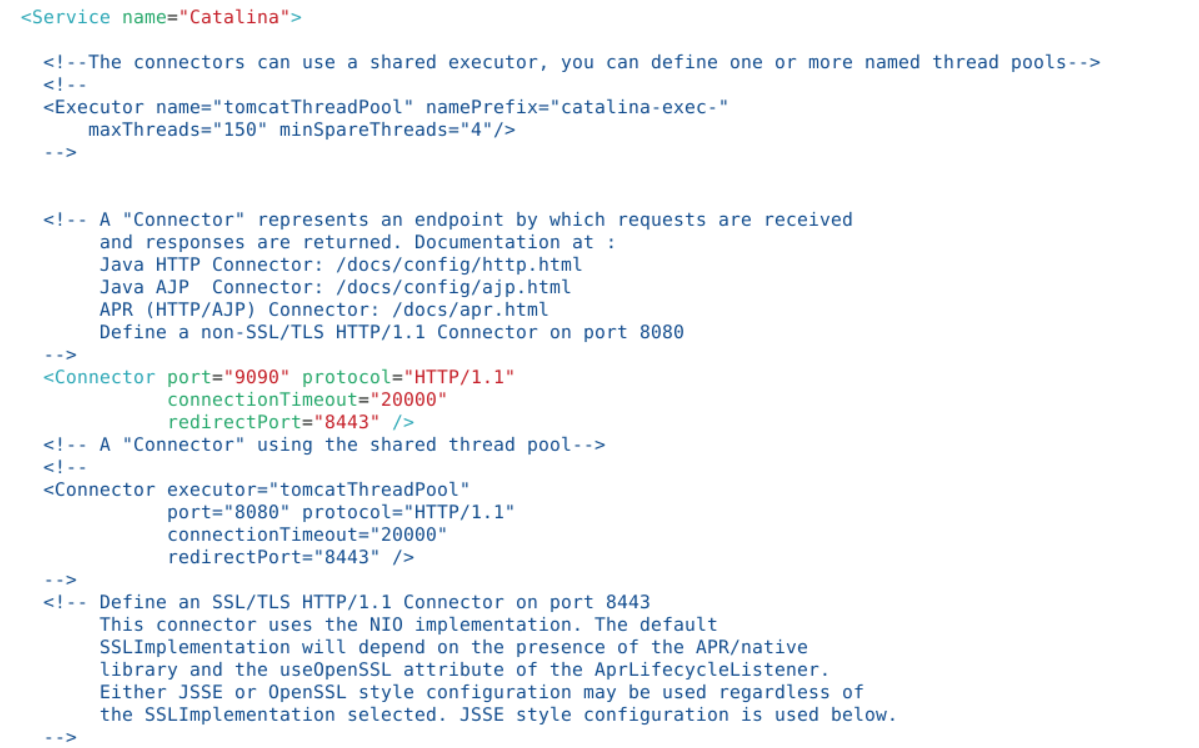 <Service name="Catalina">
<!--The connectors can use a shared executor, you can define one or more named thread pools-->
<!--
<Executor name="tomcatThreadPool" namePrefix="catalina-exec-"
maxThreads="150" minSpareThreads="4"/>
-->
<!-- A "Connector" represents an endpoint by which requests are received
and responses are returned. Documentation at :
Java HTTP Connector: /docs/config/http.html
Java AJP  Connector: /docs/config/ajp.html
APR (HTTP/AJP) Connector: /docs/apr.html
Define a non-SSL/TLS HTTP/1.1 Connector on port 8080
-->
<Connector port="9090" protocol="HTTP/1.1"
connectionTimeout="20000"
redirectPort="8443" />
<!-- A "Connector" using the shared thread pool-->
<!--
<Connector executor="tomcatThreadPool"
port="8080" protocol="HTTP/1.1"
connectionTimeout="20000"
redirectPort="8443" />
-->
<!-- Define an SSL/TLS HTTP/1.1 Connector on port 8443
This connector uses the NIO implementation. The default
SSLImplementation will depend on the presence of the APR/native
library and the useOpenSSL attribute of the AprLifecycleListener.
Either JSSE or OpenSSL style configuration may be used regardless of
the SSLImplementation selected. JSSE style configuration is used below.
-->